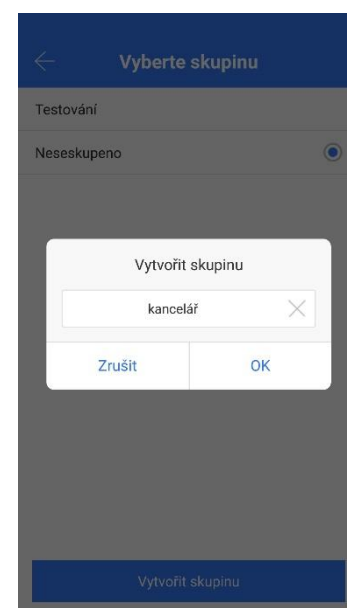 Vyberte skupinu
Testování
Neseskupeno
Vytvořit skupinu
kancelář
Zrušit OK
Vytvořit skupinu